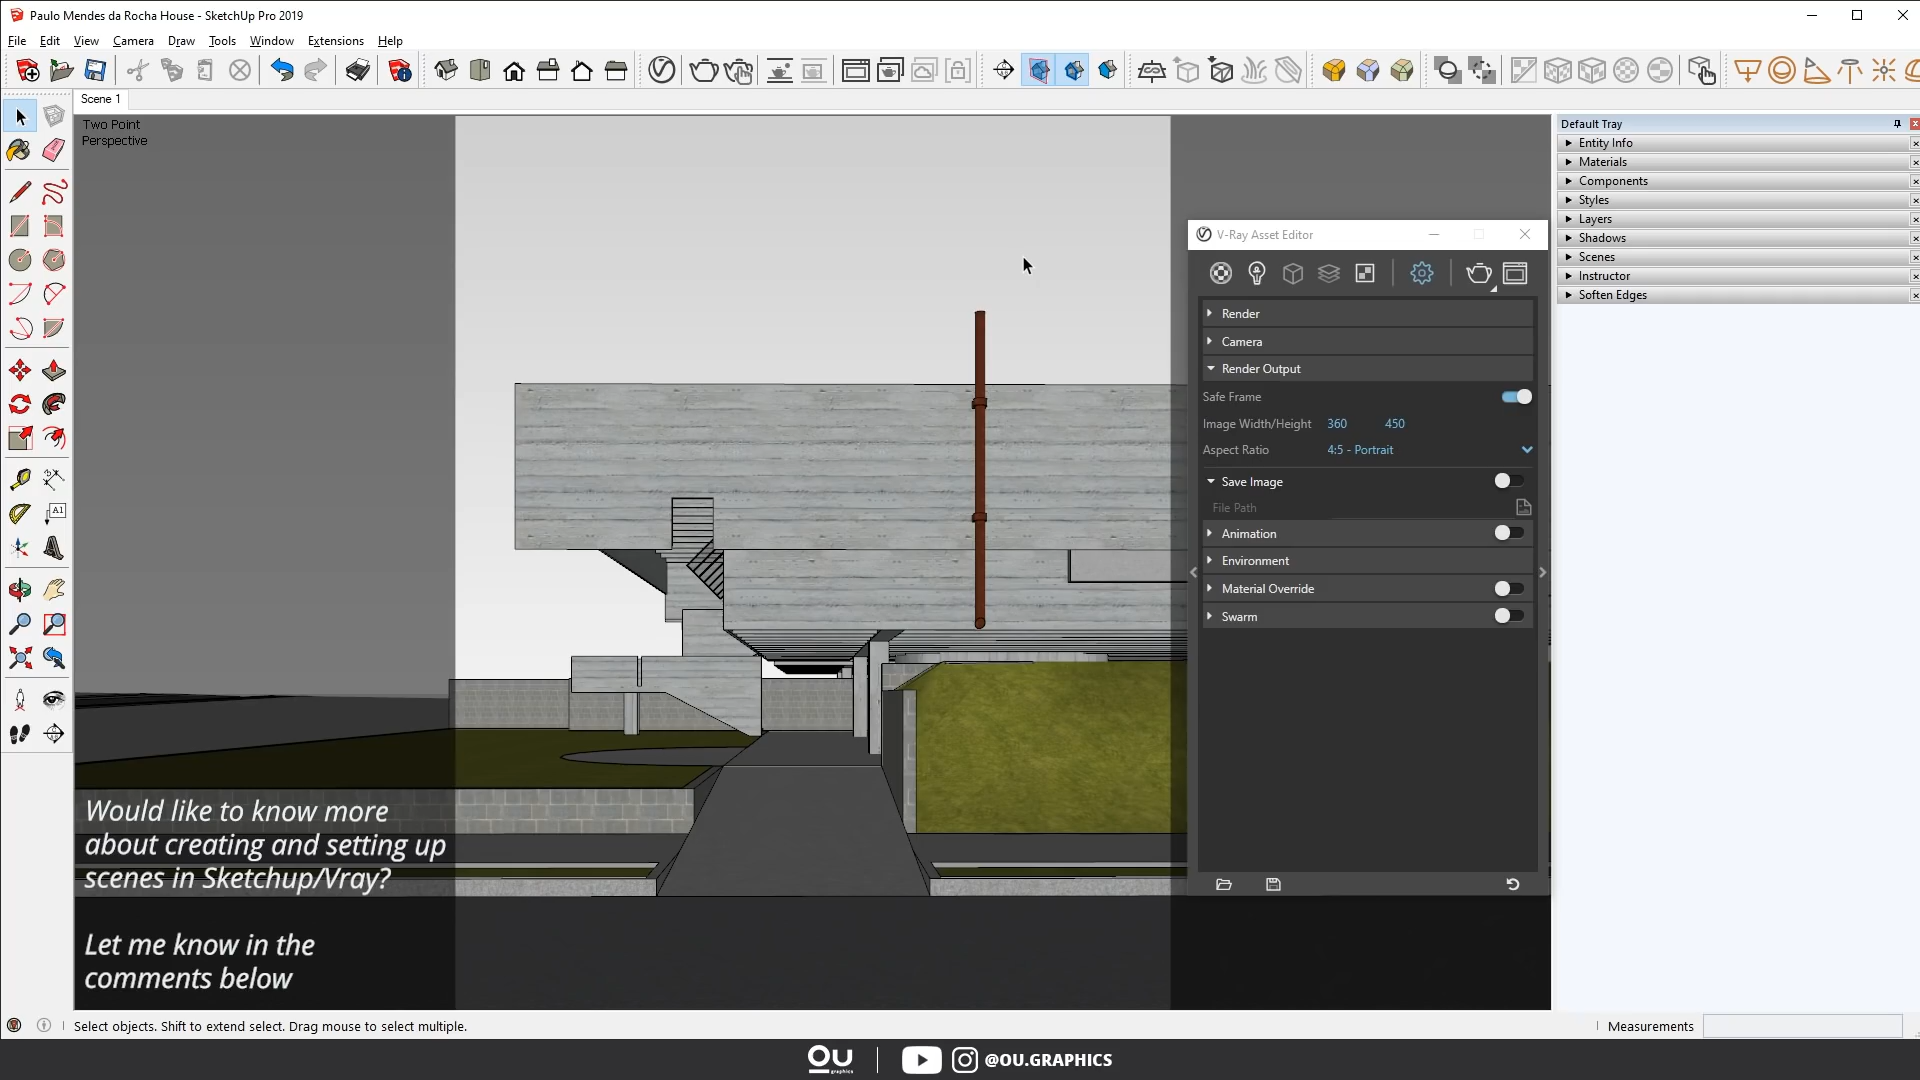 Paulo Mendes da Rocha House - SketchUp Pro 2019
File Edit View Camera Draw Tools Window Extensions Help
Scene 1
Two Point
Perspective
A1
Default Tray
Entity Info
Materials
Components
Styles
Layers
Shadows
Scenes
Instructor
Soften Edges
V-Ray Asset Editor
Render
Camera
Render Output
Safe Frame
Image Width/Height 360 450
Aspect Ratio 4:5 - Portrait
Save Image
File Path
Animation
Environment
Material Override
Swarm
Would like to know more
about creating and setting up
scenes in Sketchup/Vray?
Let me know in the
comments below
Select objects. Shift to extend select. Drag mouse to select multiple.
Measurements
OU graphics @OU.GRAPHICS